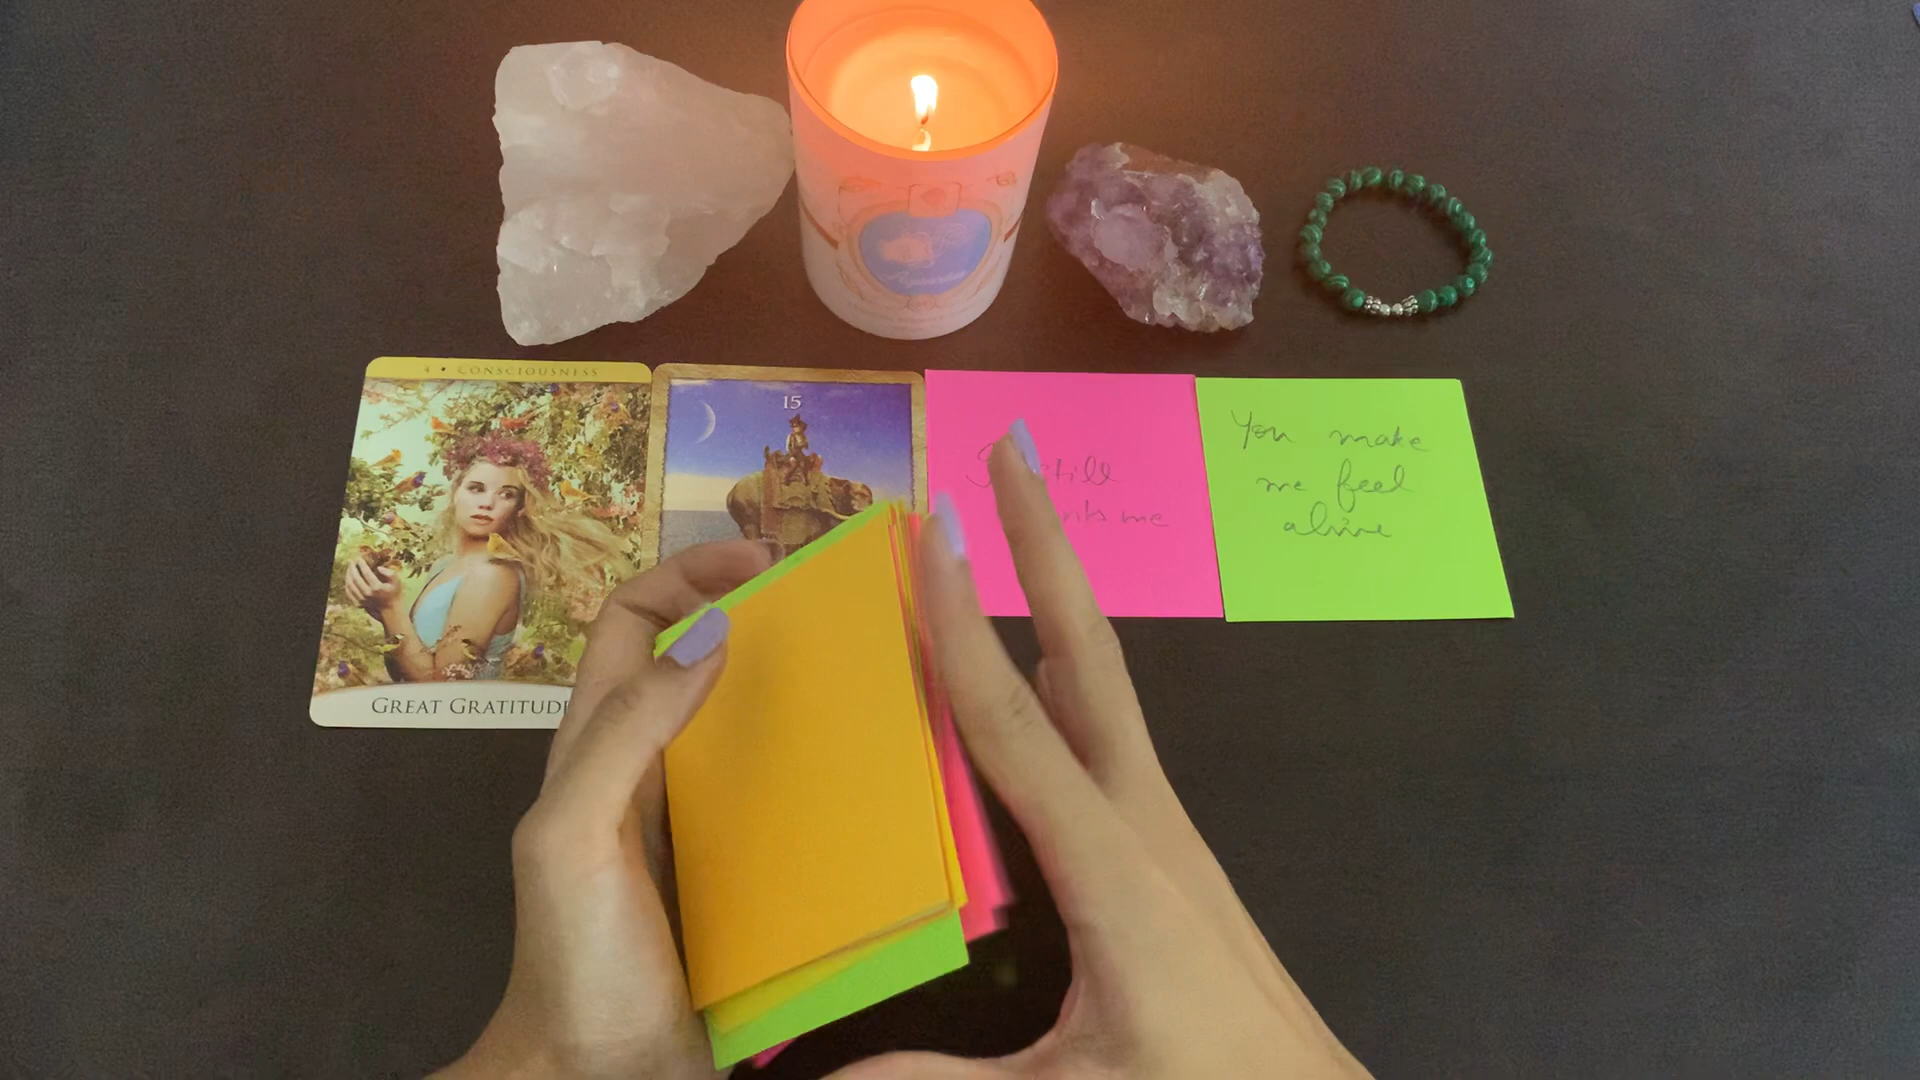 4 • CONSCIOUSNESS
GREAT GRATITUDE
15
still
me
You make
me feel
alive